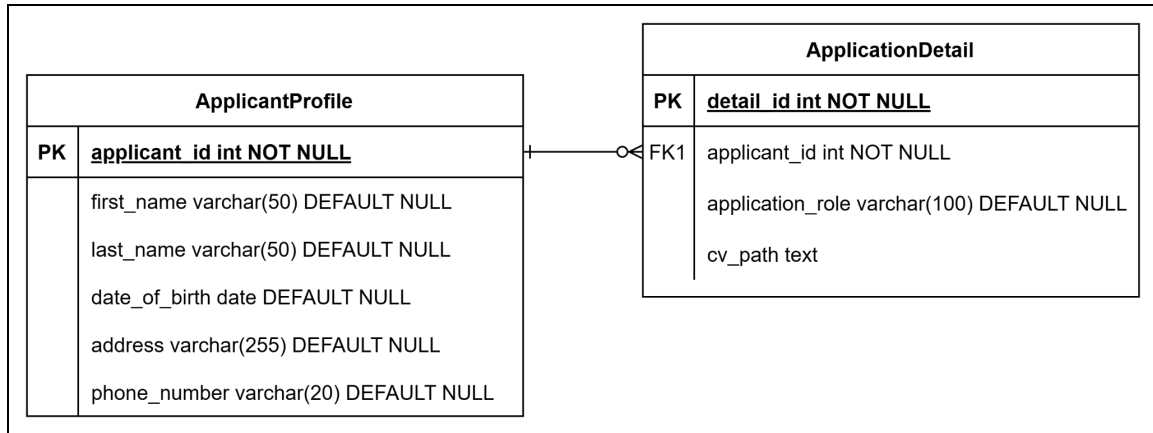 ApplicantProfile
PK applicant_id int NOT NULL
first_name varchar(50) DEFAULT NULL
last_name varchar(50) DEFAULT NULL
date_of_birth date DEFAULT NULL
address varchar(255) DEFAULT NULL
phone_number varchar(20) DEFAULT NULL
ApplicationDetail
PK detail_id int NOT NULL
FK1 applicant_id int NOT NULL
application_role varchar(100) DEFAULT NULL
cv_path text